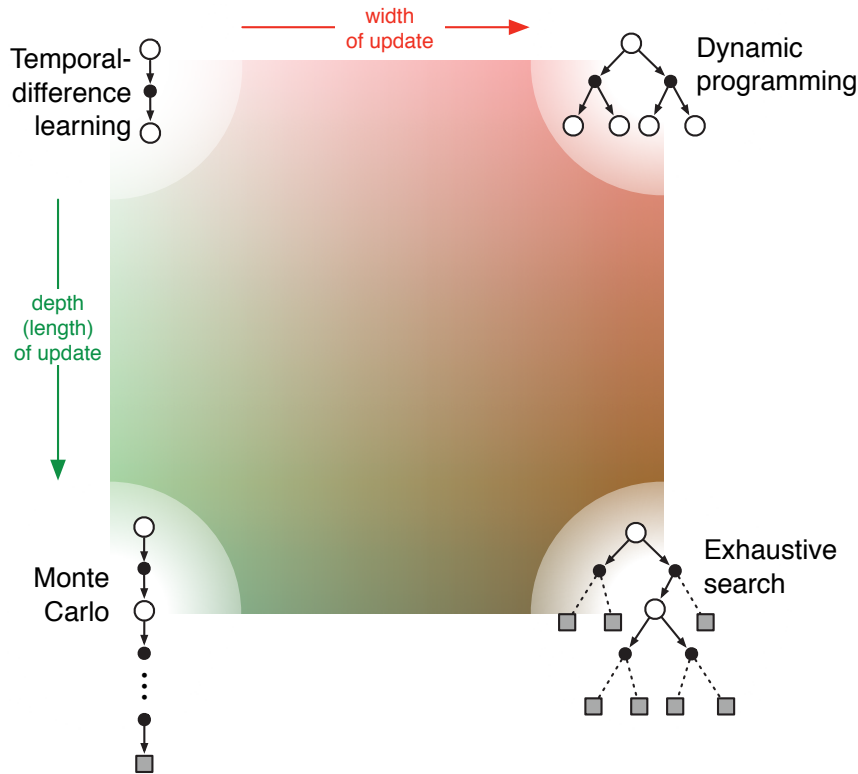 width
of update
Temporal-
difference
learning
Dynamic
programming
depth
(length)
of update
Monte
Carlo
Exhaustive
search